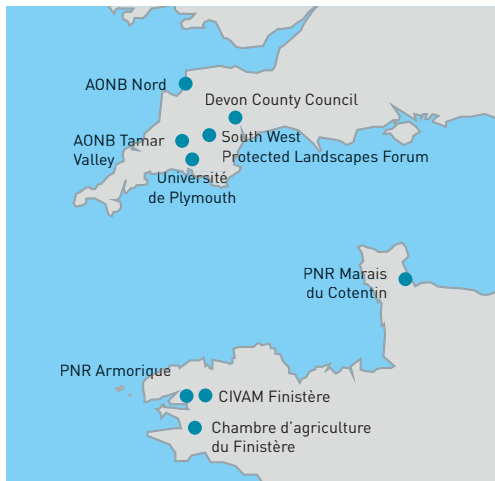 AONB Nord
Devon County Council
AONB Tamar
Valley
South West
Protected Landscapes Forum
Université
de Plymouth
PNR Marais
du Cotentin
PNR Armorique
CIVAM Finistère
Chambre d'agriculture
du Finistère